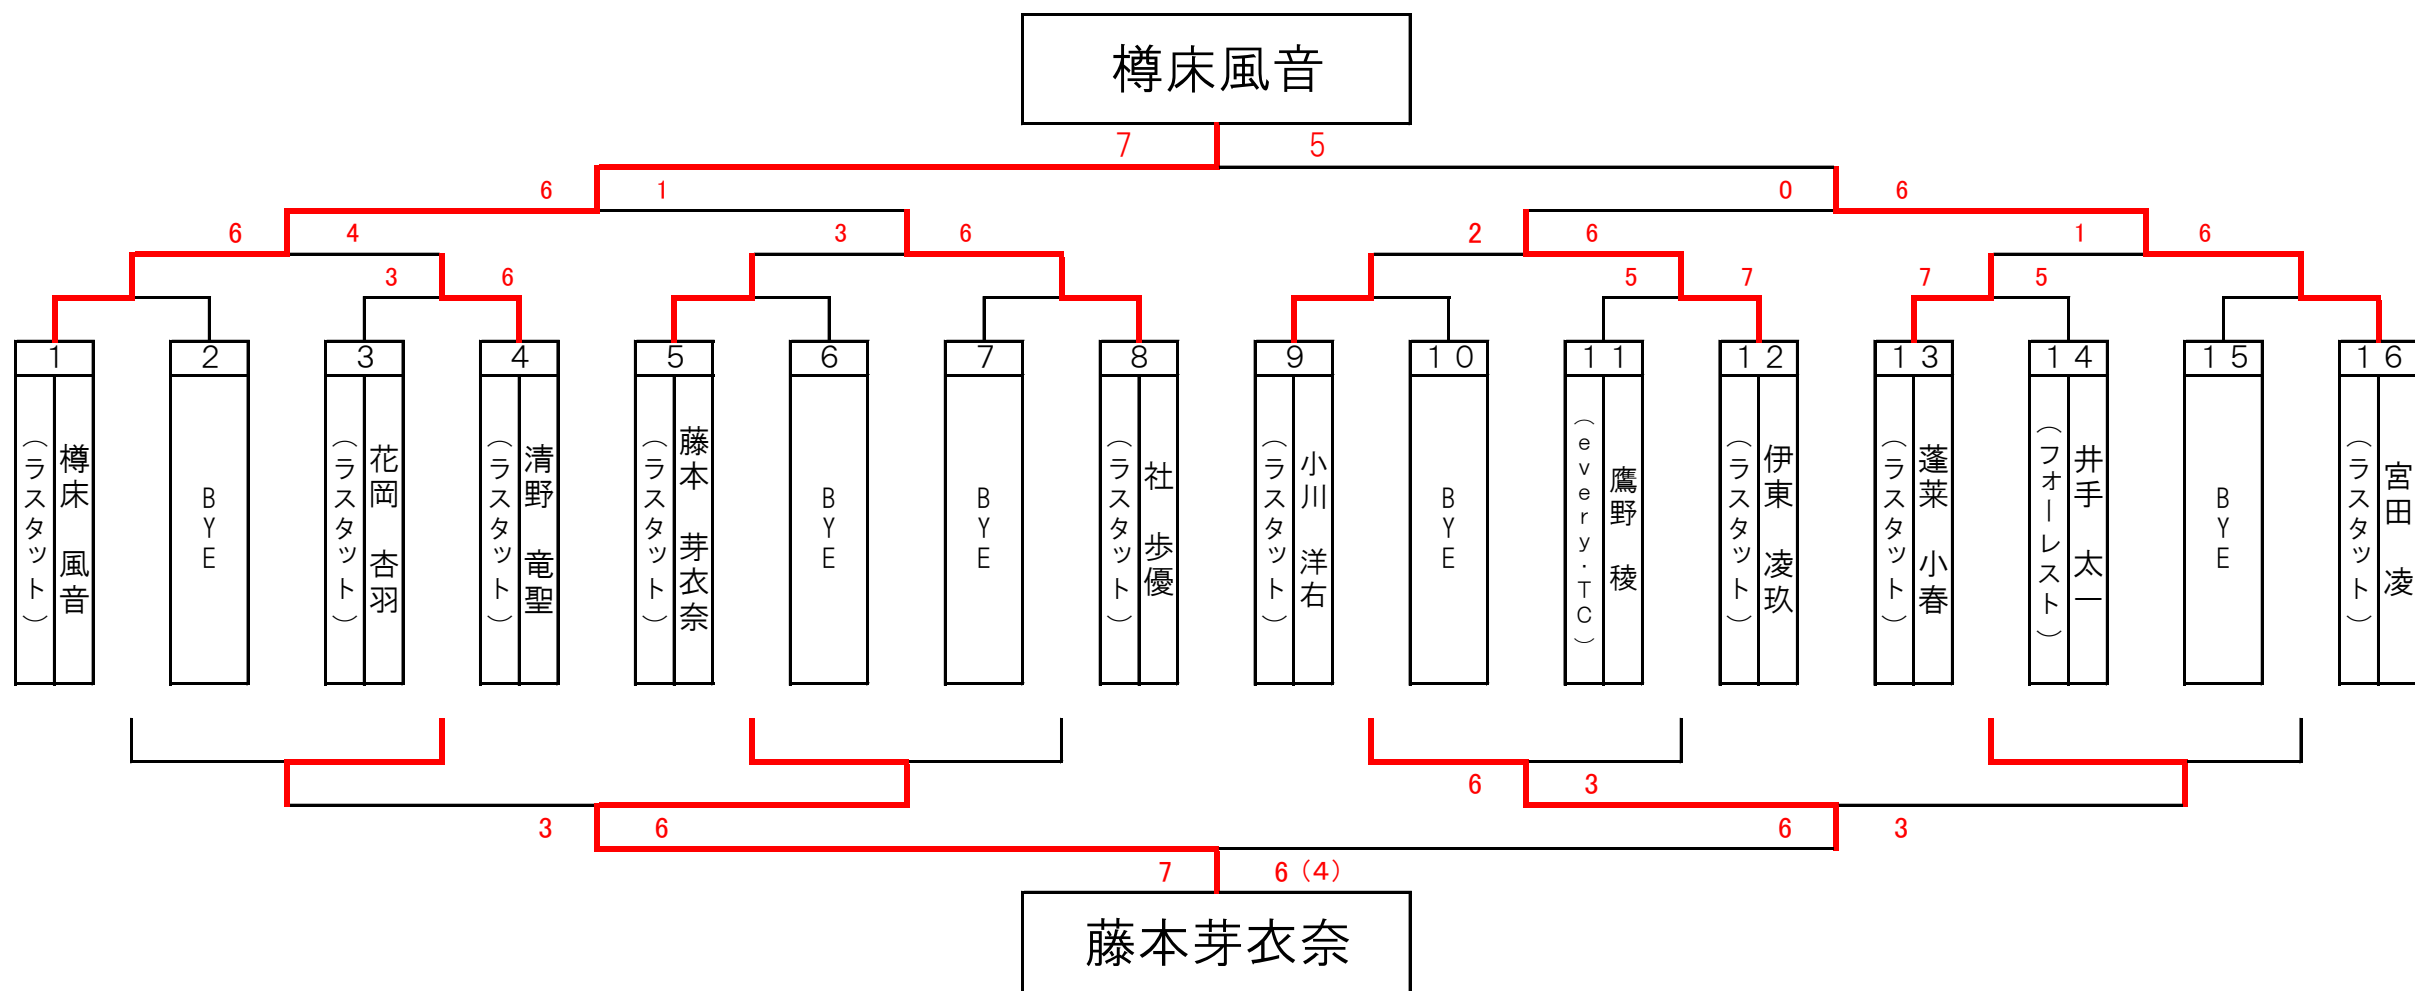 樽床風音
7 5
6 1 0 6
6 4 3 6 2 6 1 6
3 6 5 7 7 5
1 2 3 4 5 6 7 8 9 10 11 12 13 14 15 16
樽床 風音
(ラスタット)
BYE
花岡 杏羽
(ラスタット)
清野 竜聖
(ラスタット)
藤本 芽衣奈
(ラスタット)
BYE
BYE
社 歩優
(ラスタット)
小川 洋右
(ラスタット)
BYE
鷹野 稜
(every・TC)
伊東 凌玖
(ラスタット)
蓬莱 小春
(ラスタット)
井手 太一
(フォーレスト)
BYE
宮田 凌
(ラスタット)
6 3
3 6 6 3
7 6(4)
藤本芽衣奈